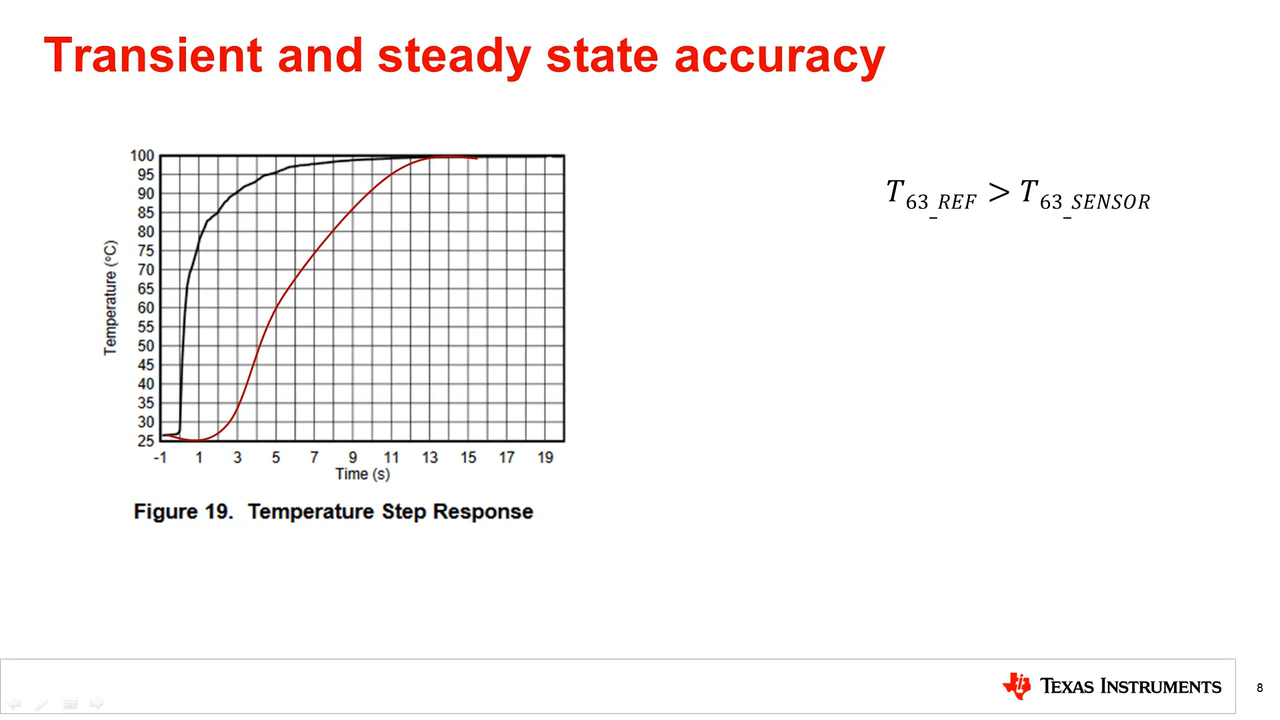 Transient and steady state accuracy
100
95
90
85
80
75
70
65
60
55
50
45
40
35
30
25
Temperature (°C)
-1 1 3 5 7 9 11 13 15 17 19
Time (s)
Figure 19. Temperature Step Response
T63_REF > T63_SENSOR
TEXAS INSTRUMENTS
8